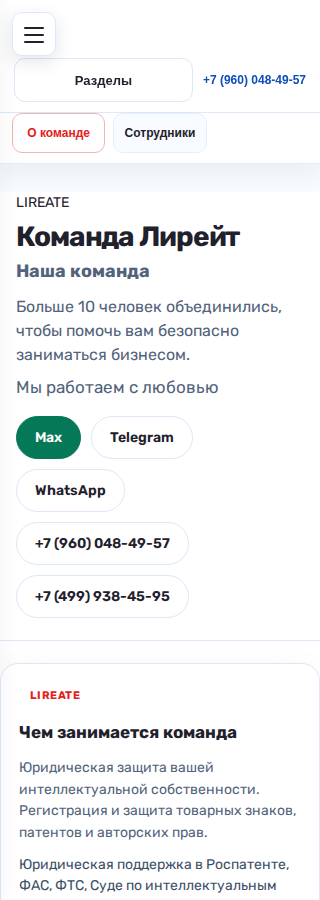 Разделы
+7 (960) 048-49-57
О команде
Сотрудники
LIREATE
Команда Лирейт
Наша команда
Больше 10 человек объединились,
чтобы помочь вам безопасно
заниматься бизнесом.
Мы работаем с любовью
Max
Telegram
WhatsApp
+7 (960) 048-49-57
+7 (499) 938-45-95
LIREATE
Чем занимается команда
Юридическая защита вашей
интеллектуальной собственности.
Регистрация и защита товарных знаков,
патентов и авторских прав.
Юридическая поддержка в Роспатенте,
ФАС, ФТС, Суде по интеллектуальным